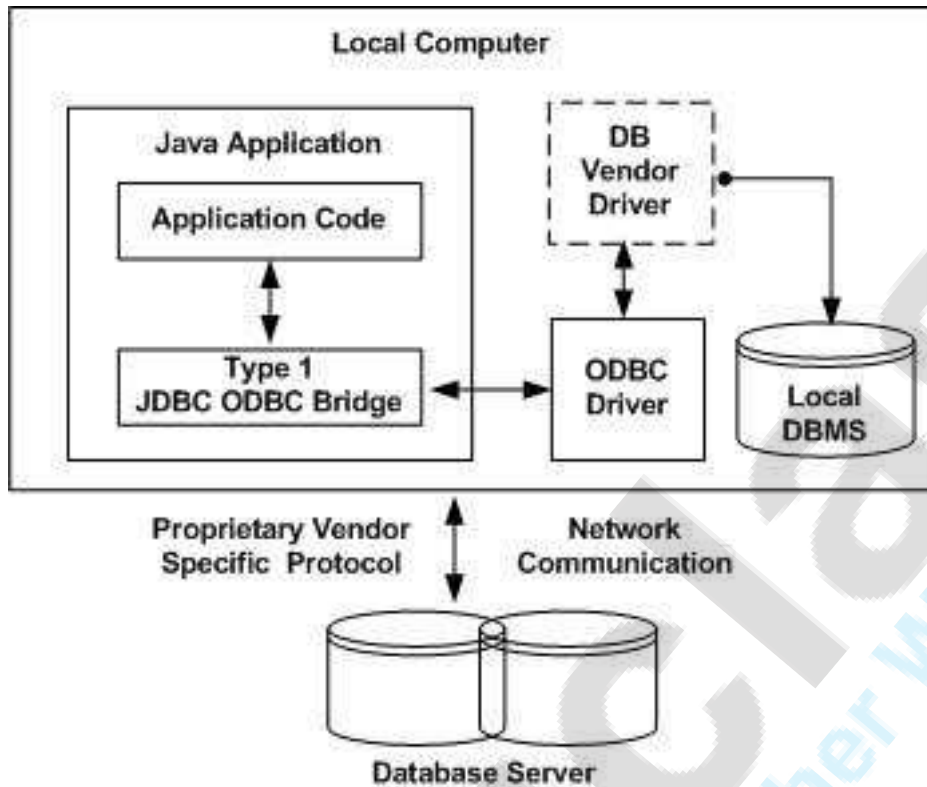 Local Computer
Java Application
Application Code
Type 1
JDBC ODBC Bridge
DB
Vendor
Driver
ODBC
Driver
Local
DBMS
Proprietary Vendor
Specific Protocol
Network
Communication
Database Server